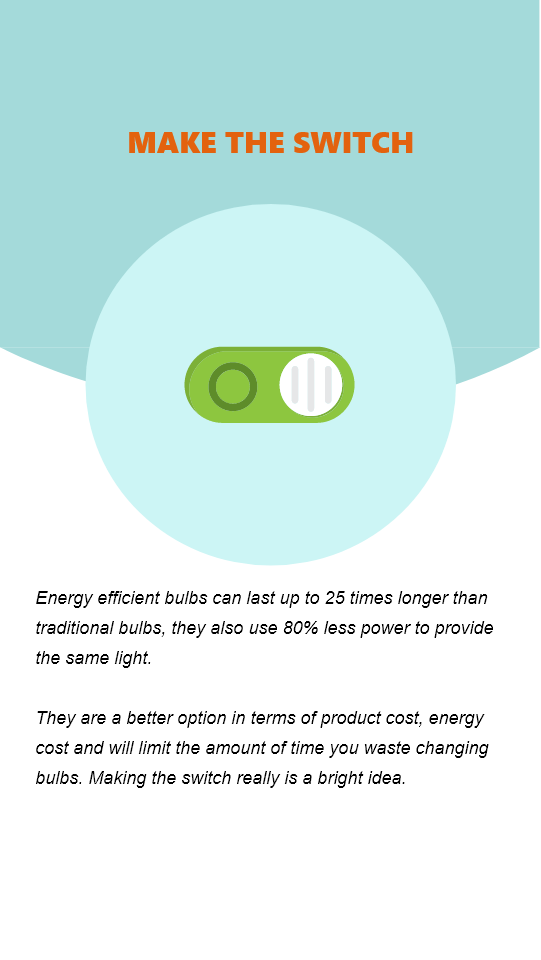 MAKE THE SWITCH
Energy efficient bulbs can last up to 25 times longer than
traditional bulbs, they also use 80% less power to provide
the same light.
They are a better option in terms of product cost, energy
cost and will limit the amount of time you waste changing
bulbs. Making the switch really is a bright idea.